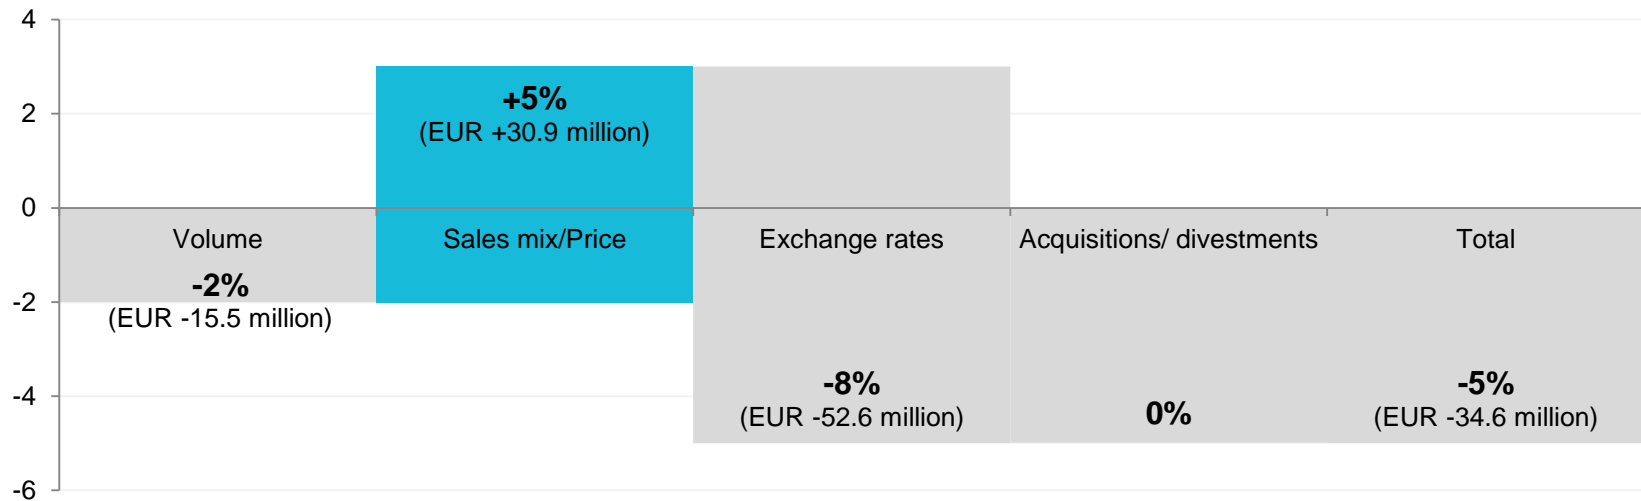 4
2
0
-2
-4
-6
Volume
-2%
(EUR -15.5 million)
+5%
(EUR +30.9 million)
Sales mix/Price
Exchange rates
-8%
(EUR -52.6 million)
Acquisitions/ divestments
0%
Total
-5%
(EUR -34.6 million)